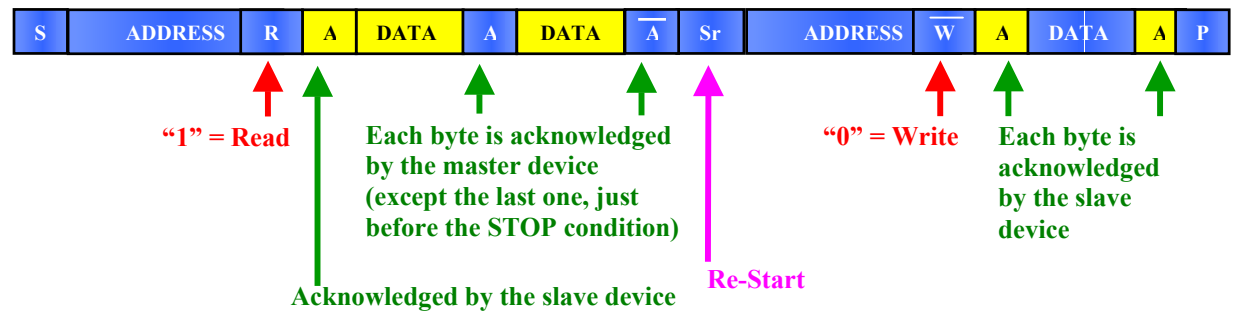 S ADDRESS R A DATA A DATA A̅ Sr ADDRESS W̅ A DATA A P
“1” = Read
Each byte is acknowledged
by the master device
(except the last one, just
before the STOP condition)
“0” = Write
Each byte is
acknowledged
by the slave
device
Re-Start
Acknowledged by the slave device